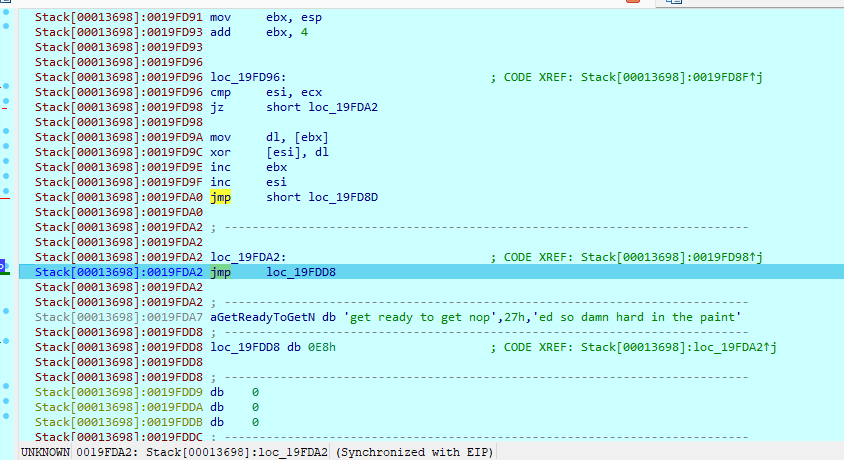 Stack[00013698]:0019FD91 mov     ebx, esp
Stack[00013698]:0019FD93 add     ebx, 4
Stack[00013698]:0019FD93
Stack[00013698]:0019FD96
Stack[00013698]:0019FD96 loc_19FD96:                             ; CODE XREF: Stack[00013698]:0019FD8F↑j
Stack[00013698]:0019FD96 cmp     esi, ecx
Stack[00013698]:0019FD98 jz      short loc_19FDA2
Stack[00013698]:0019FD98
Stack[00013698]:0019FD9A mov     dl, [ebx]
Stack[00013698]:0019FD9C xor     [esi], dl
Stack[00013698]:0019FD9E inc     ebx
Stack[00013698]:0019FD9F inc     esi
Stack[00013698]:0019FDA0 jmp     short loc_19FD8D
Stack[00013698]:0019FDA0
Stack[00013698]:0019FDA2 ; ---------------------------------------------------------------------------
Stack[00013698]:0019FDA2
Stack[00013698]:0019FDA2 loc_19FDA2:                             ; CODE XREF: Stack[00013698]:0019FD98↑j
Stack[00013698]:0019FDA2 jmp     loc_19FDD8
Stack[00013698]:0019FDA2
Stack[00013698]:0019FDA2 ; ---------------------------------------------------------------------------
Stack[00013698]:0019FDA7 aGetReadyToGetN db 'get ready to get nop',27h,'ed so damn hard in the paint'
Stack[00013698]:0019FDD8 ; ---------------------------------------------------------------------------
Stack[00013698]:0019FDD8 loc_19FDD8 db 0E8h                      ; CODE XREF: Stack[00013698]:loc_19FDA2↑j
Stack[00013698]:0019FDD8
Stack[00013698]:0019FDD8 ; ---------------------------------------------------------------------------
Stack[00013698]:0019FDD9 db    0
Stack[00013698]:0019FDDA db    0
Stack[00013698]:0019FDDB db    0
Stack[00013698]:0019FDDC ; ---------------------------------------------------------------------------
UNKNOWN 0019FDA2: Stack[00013698]:loc_19FDA2 (Synchronized with EIP)